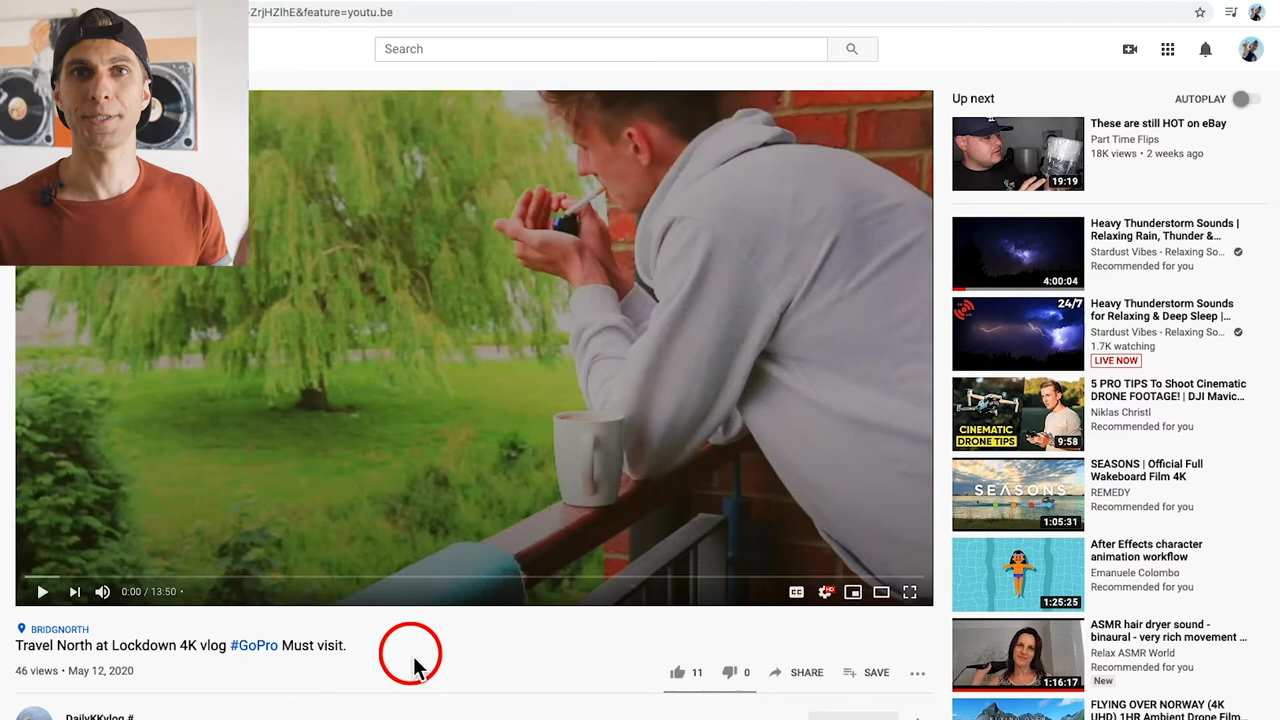 -ZrjHZIhE&feature=youtu.be
Search
Up next
AUTOPLAY
These are still HOT on eBay
Part Time Flips
18K views • 2 weeks ago
19:19
Heavy Thunderstorm Sounds |
Relaxing Rain, Thunder &...
Stardust Vibes - Relaxing So...
Recommended for you
4:00:04
Heavy Thunderstorm Sounds
for Relaxing & Deep Sleep |...
Stardust Vibes - Relaxing So...
1.7K watching
LIVE NOW
24/7
5 PRO TIPS To Shoot Cinematic
DRONE FOOTAGE! | DJI Mavic...
Niklas Christl
Recommended for you
CINEMATIC
DRONE TIPS
9:58
SEASONS | Official Full
Wakeboard Film 4K
REMEDY
Recommended for you
SEASONS
1:05:31
After Effects character
animation workflow
Emanuele Colombo
Recommended for you
1:25:25
ASMR hair dryer sound -
binaural - very rich movement ...
Relax ASMR World
Recommended for you
New
1:16:17
FLYING OVER NORWAY (4K
UHD) 1HR Ambient Drone Film...
0:00 / 13:50
CC
HD
BRIDGNORTH
Travel North at Lockdown 4K vlog #GoPro Must visit.
46 views • May 12, 2020
11
0
SHARE
SAVE
DailyKKvlog #